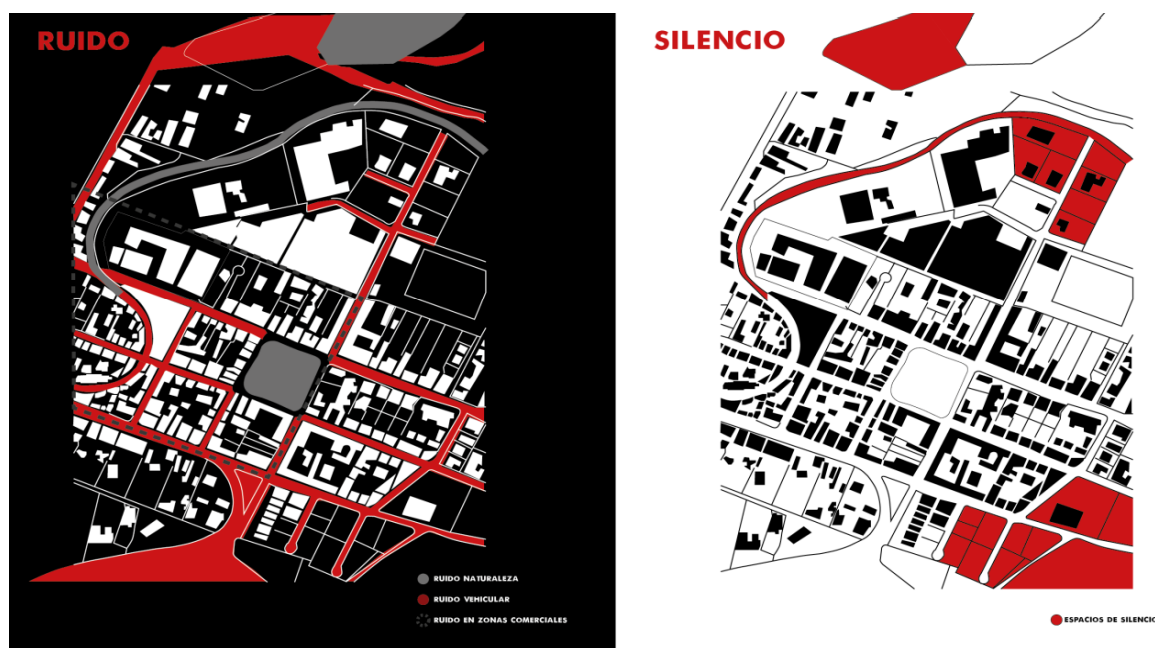 RUIDO
RUIDO NATURALEZA
RUIDO VEHICULAR
RUIDO EN ZONAS COMERCIALES
SILENCIO
ESPACIOS DE SILENCIO